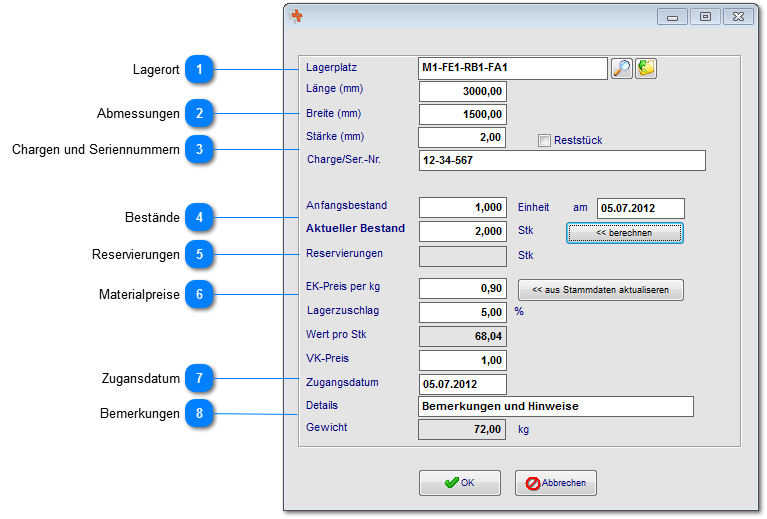 Lagerort 1
Lagerplatz M1-FE1-RB1-FA1
Länge (mm) 3000,00
Abmessungen 2
Breite (mm) 1500,00
Stärke (mm) 2,00 Reststück
Chargen und Seriennummern 3
Charge/Ser.-Nr. 12-34-567
Anfangsbestand 1,000 Einheit am 05.07.2012
Bestände 4
Aktueller Bestand 2,000 Stk << berechnen
Reservierungen 5
Reservierungen Stk
Materialpreise 6
EK-Preis per kg 0,90 << aus Stammdaten aktualiseren
Lagerzuschlag 5,00 %
Wert pro Stk 68,04
VK-Preis 1,00
Zugansdatum 7
Zugangsdatum 05.07.2012
Details Bemerkungen und Hinweise
Bemerkungen 8
Gewicht 72,00 kg
OK Abbrechen